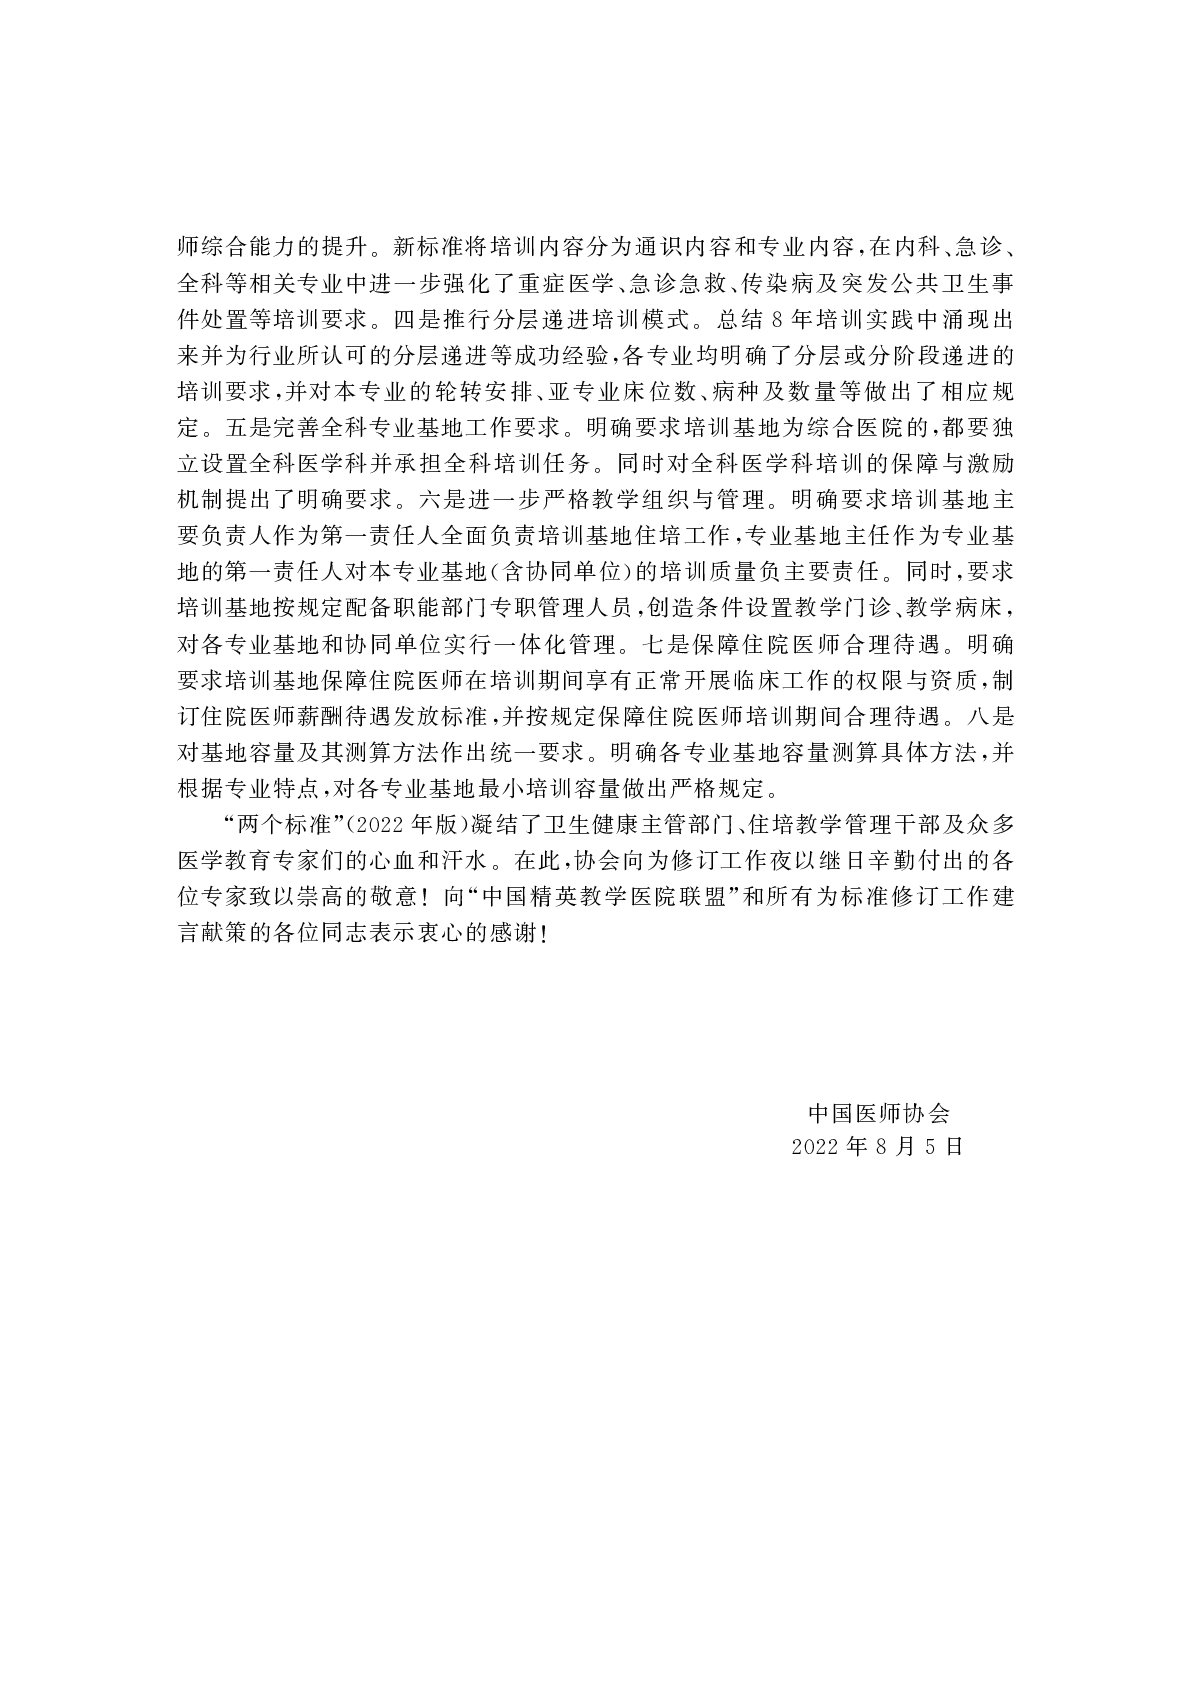 师综合能力的提升。新标准将培训内容分为通识内容和专业内容,在内科、急诊、
全科等相关专业中进一步强化了重症医学、急诊急救、传染病及突发公共卫生事
件处置等培训要求。四是推行分层递进培训模式。总结 8 年培训实践中涌现出
来并为行业所认可的分层递进等成功经验,各专业均明确了分层或分阶段递进的
培训要求,并对本专业的轮转安排、亚专业床位数、病种及数量等做出了相应规
定。五是完善全科专业基地工作要求。明确要求培训基地为综合医院的,都要独
立设置全科医学科并承担全科培训任务。同时对全科医学科培训的保障与激励
机制提出了明确要求。六是进一步严格教学组织与管理。明确要求培训基地主
要负责人作为第一责任人全面负责培训基地住培工作,专业基地主任作为专业基
地的第一责任人对本专业基地(含协同单位)的培训质量负主要责任。同时,要求
培训基地按规定配备职能部门专职管理人员,创造条件设置教学门诊、教学病床,
对各专业基地和协同单位实行一体化管理。七是保障住院医师合理待遇。明确
要求培训基地保障住院医师在培训期间享有正常开展临床工作的权限与资质,制
订住院医师薪酬待遇发放标准,并按规定保障住院医师培训期间合理待遇。八是
对基地容量及其测算方法作出统一要求。明确各专业基地容量测算具体方法,并
根据专业特点,对各专业基地最小培训容量做出严格规定。
“两个标准”(2022 年版)凝结了卫生健康主管部门、住培教学管理干部及众多
医学教育专家们的心血和汗水。在此,协会向为修订工作夜以继日辛勤付出的各
位专家致以崇高的敬意! 向“中国精英教学医院联盟”和所有为标准修订工作建
言献策的各位同志表示衷心的感谢!
中国医师协会
2022 年 8 月 5 日